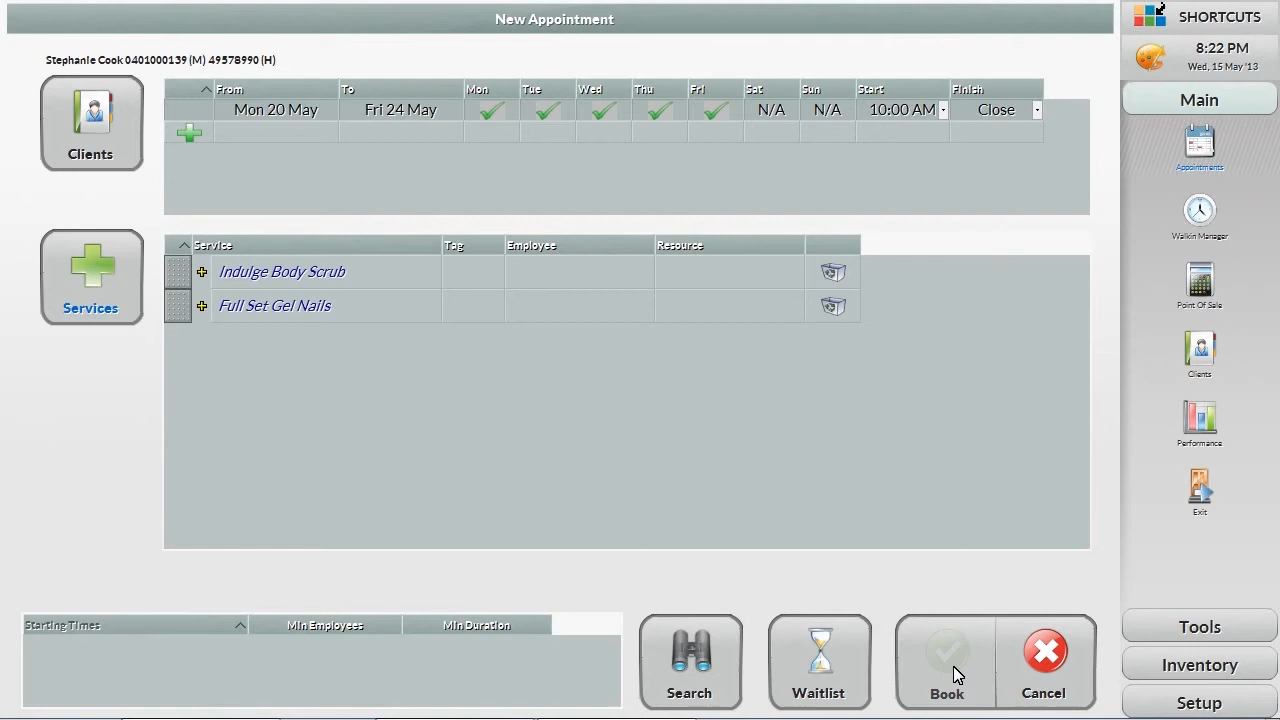 New Appointment
SHORTCUTS
8:22 PM
Wed, 15 May '13
Stephanie Cook 0401000139 (M) 49578990 (H)
Clients
From To Mon Tue Wed Thu Fri Sat Sun Start Finish
Mon 20 May Fri 24 May N/A N/A 10:00 AM Close
Services
Service Tag Employee Resource
Indulge Body Scrub
Full Set Gel Nails
Starting Times Min Employees Min Duration
Search
Waitlist
Book
Cancel
Main
Appointments
Walkin Manager
Point Of Sale
Clients
Performance
Exit
Tools
Inventory
Setup